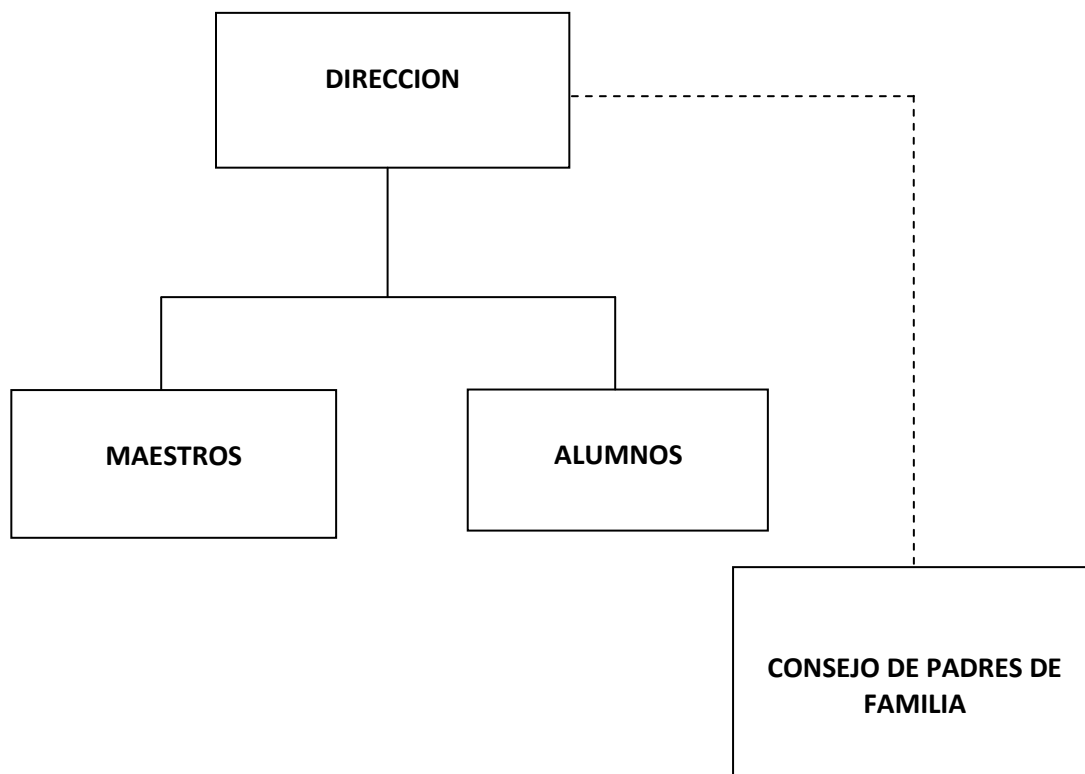 DIRECCION
MAESTROS
ALUMNOS
CONSEJO DE PADRES DE
FAMILIA